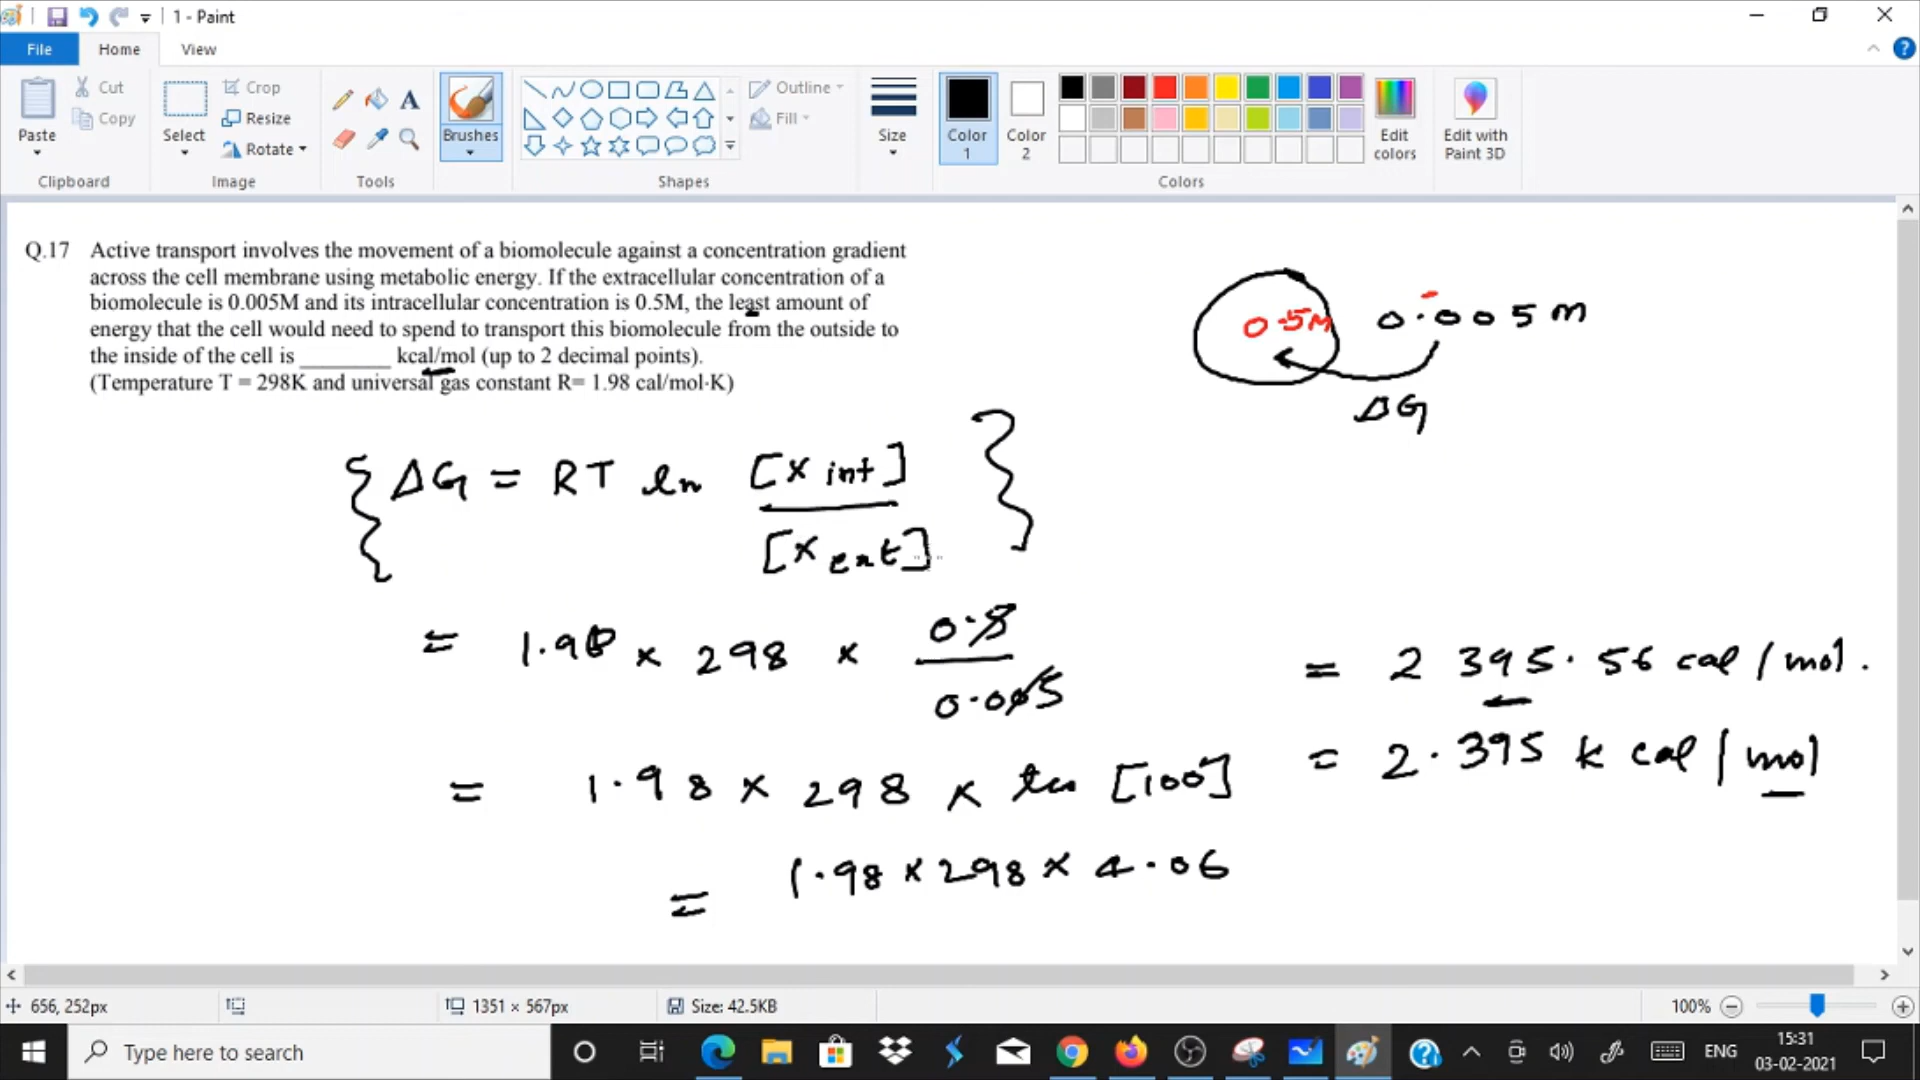 1 - Paint
File Home View
Paste
Cut
Copy
Clipboard
Select
Crop
Resize
Rotate
Image
A
Tools
Brushes
Outline
Fill
Shapes
Size
Color 1
Color 2
Colors
Edit colors
Edit with Paint 3D
Q.17 Active transport involves the movement of a biomolecule against a concentration gradient
across the cell membrane using metabolic energy. If the extracellular concentration of a
biomolecule is 0.005M and its intracellular concentration is 0.5M, the least amount of
energy that the cell would need to spend to transport this biomolecule from the outside to
the inside of the cell is ________ kcal/mol (up to 2 decimal points).
(Temperature T = 298K and universal gas constant R= 1.98 cal/mol·K)
0.5M 0.005 m
ΔG
{ ΔG = RT ln [X int] }
[X ext]
= 1.98 × 298 × 0.5
0.005
= 1.98 × 298 × ln [100]
= 1.98 × 298 × 4.06
= 2 395.56 cal / mol.
= 2.395 k cal / mol
656, 252px
1351 × 567px
Size: 42.5KB
100%
Type here to search
ENG
15:31
03-02-2021